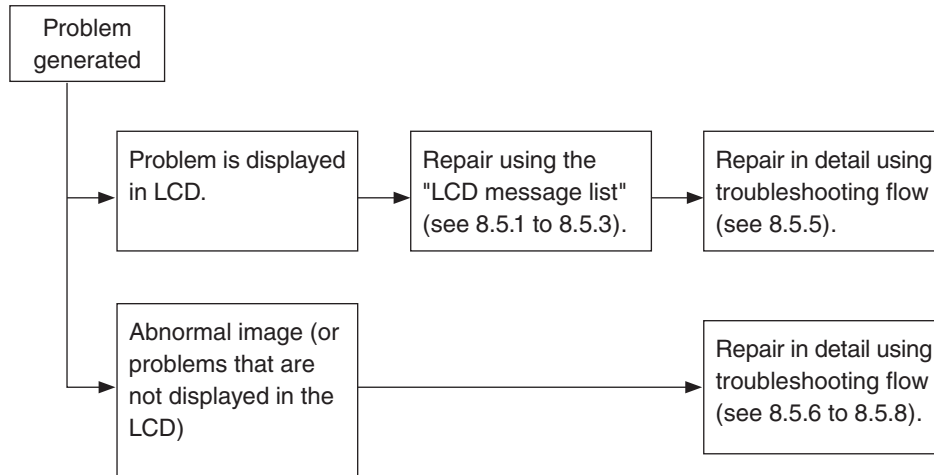 Problem
generated
Problem is displayed
in LCD.
Repair using the
"LCD message list"
(see 8.5.1 to 8.5.3).
Repair in detail using
troubleshooting flow
(see 8.5.5).
Abnormal image (or
problems that are
not displayed in the
LCD)
Repair in detail using
troubleshooting flow
(see 8.5.6 to 8.5.8).